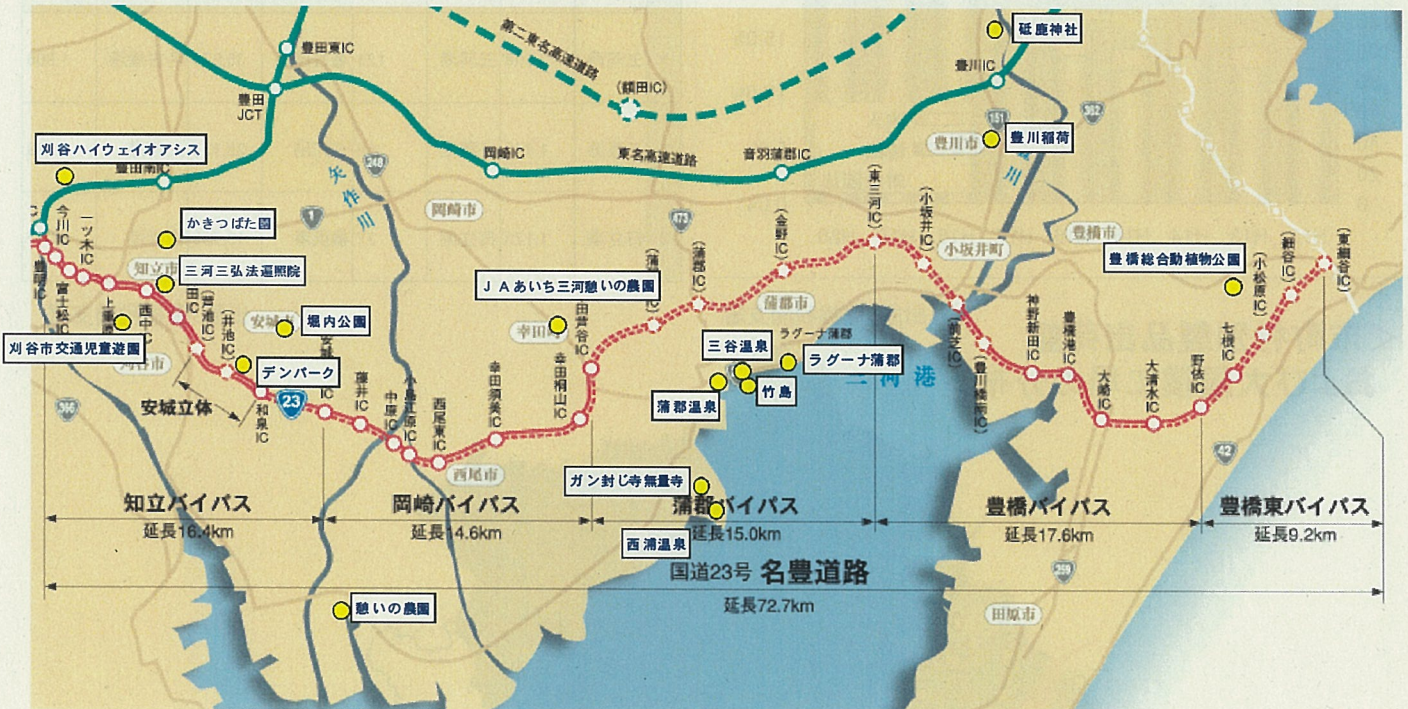 砥鹿神社
第二東名高速道路
豊田東IC
豊川IC
(額田IC)
豊田
JCT
151
362
豊川市
豊川稲荷
川
刈谷ハイウェイオアシス
豊田南IC
岡崎IC
東名高速道路
音羽蒲郡IC
248
矢作川
1
岡崎市
473
(東三河IC)
(小坂井IC)
(金野IC)
小坂井町
豊橋市
(東細谷IC)
(細谷IC)
(小松原IC)
豊橋総合動植物公園
今川IC
一ツ木IC
かきつばた園
知立市
三河三弘法遍照院
豊明IC
富士松IC
(芦池IC)
(井池IC)
堀内公園
刈谷市交通児童遊園
刈谷市
デンパーク
安城立体
23
和泉IC
藤井IC
中原IC
小島江原IC
西尾東IC
幸田須美IC
幸田桐山IC
幸田町
JAあいち三河憩いの農園
(蒲郡IC)
蒲郡市
ラグーナ蒲郡
ラグーナ蒲郡
三谷温泉
竹島
蒲郡温泉
三河港
(前芝IC)
(豊川橋南IC)
神野新田IC
豊橋港IC
大崎IC
大清水IC
野依IC
七根IC
366
西尾市
42
ガン封じ寺無量寺
西浦温泉
知立バイパス
延長16.4km
岡崎バイパス
延長14.6km
蒲郡バイパス
延長15.0km
豊橋バイパス
延長17.6km
豊橋東バイパス
延長9.2km
国道23号 名豊道路
延長72.7km
259
田原市
憩いの農園